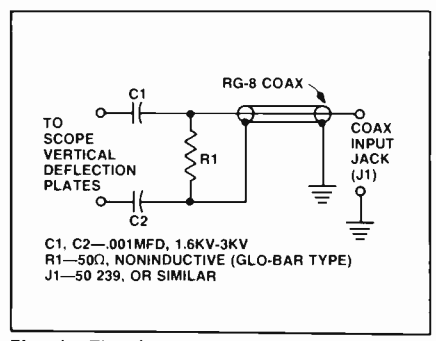 C1
RG-8 COAX
TO
SCOPE
VERTICAL
DEFLECTION
PLATES
R1
COAX
INPUT
JACK
(J1)
C2
C1, C2—.001MFD, 1.6KV-3KV
R1—50Ω, NONINDUCTIVE (GLO-BAR TYPE)
J1—50 239, OR SIMILAR